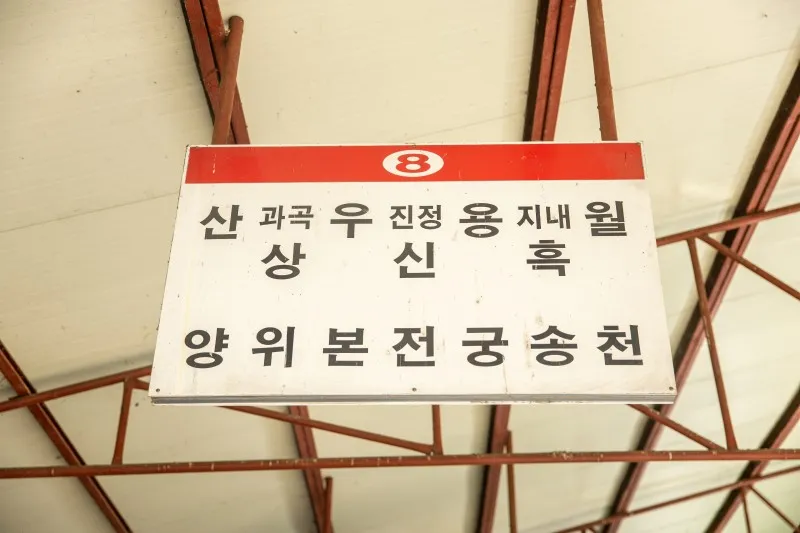 8
산 과곡 우 진정 용 지내 월
상 신 흑
양 위 본 전 궁 송 천